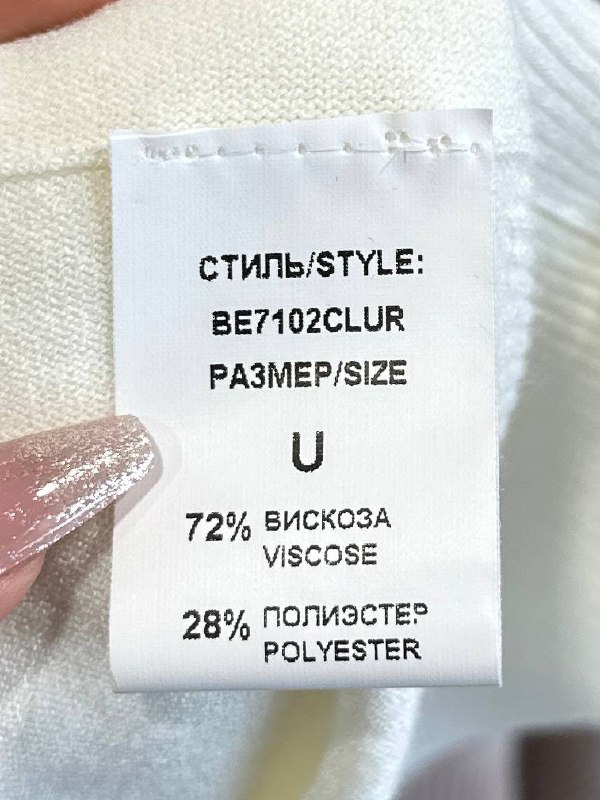 СТИЛЬ/STYLE:
BE7102CLUR
РАЗМЕР/SIZE
U
72% ВИСКОЗА
VISCOSE
28% ПОЛИЭСТЕР
POLYESTER